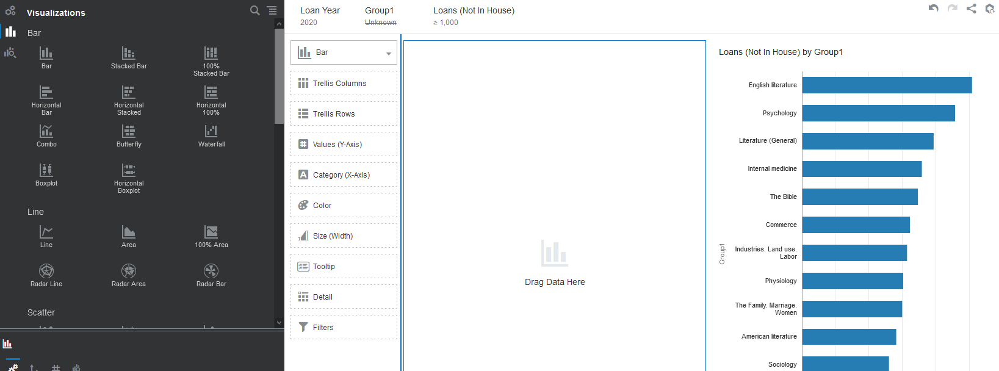 Visualizations
Bar
Bar
Stacked Bar
100%
Stacked Bar
Horizontal
Bar
Horizontal
Stacked
Horizontal
100%
Combo
Butterfly
Waterfall
Boxplot
Horizontal
Boxplot
Line
Line
Area
100% Area
Radar Line
Radar Area
Radar Bar
Scatter
Loan Year
2020
Group1
Unknown
Loans (Not In House)
≥ 1,000
Bar
Trellis Columns
Trellis Rows
Values (Y-Axis)
Category (X-Axis)
Color
Size (Width)
Tooltip
Detail
Filters
Drag Data Here
Loans (Not In House) by Group1
Group1
English literature
Psychology
Literature (General)
Internal medicine
The Bible
Commerce
Industries. Land use.
Labor
Physiology
The Family. Marriage.
Women
American literature
Sociology